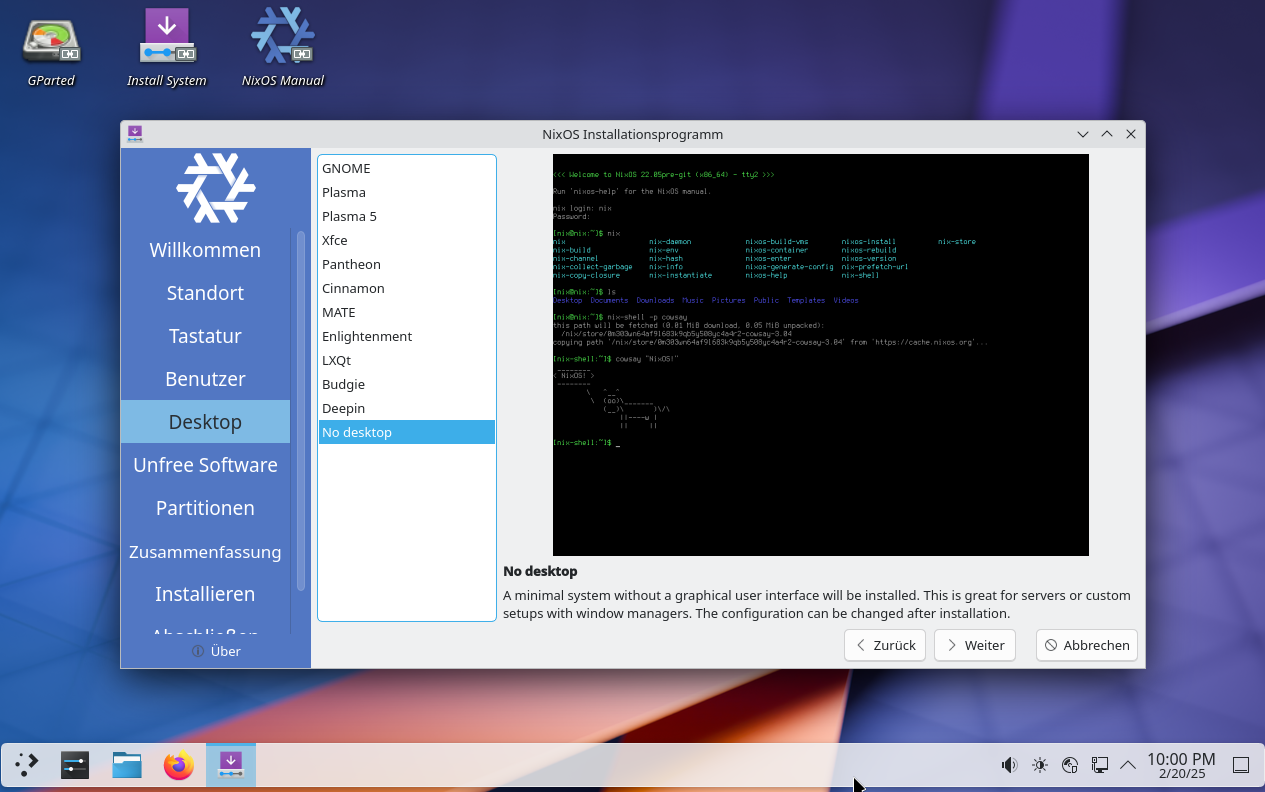 GParted
Install System
NixOS Manual
NixOS Installationsprogramm
Willkommen
Standort
Tastatur
Benutzer
Desktop
Unfree Software
Partitionen
Zusammenfassung
Installieren
Abschließen
Über
GNOME
Plasma
Plasma 5
Xfce
Pantheon
Cinnamon
MATE
Enlightenment
LXQt
Budgie
Deepin
No desktop
<<< Welcome to NixOS 22.05pre-git (x86_64) - tty2 >>>
Run 'nixos-help' for the NixOS manual.
nix login: nix
Password:
[nix@nix:~]$ nix
nix nix-daemon nixos-build-vms nixos-install nix-store
nix-build nix-env nixos-container nixos-rebuild
nix-channel nix-hash nixos-enter nixos-version
nix-collect-garbage nix-info nixos-generate-config nix-prefetch-url
nix-copy-closure nix-instantiate nixos-help nix-shell
[nix@nix:~]$ ls
Desktop Documents Downloads Music Pictures Public Templates Videos
[nix@nix:~]$ nix-shell -p cowsay
this path will be fetched (0.01 MiB download, 0.05 MiB unpacked):
/nix/store/0m303wn64af9l683k9qb5y508yc4a4r2-cowsay-3.04
copying path '/nix/store/0m303wn64af9l683k9qb5y508yc4a4r2-cowsay-3.04' from 'https://cache.nixos.org'...
[nix-shell:~]$ cowsay "NixOS!"
 ________
< NixOS! >
 --------
        \   ^__^
         \  (oo)\_______
            (__)\       )\/\
                ||----w |
                ||     ||
[nix-shell:~]$ _
No desktop
A minimal system without a graphical user interface will be installed. This is great for servers or custom
setups with window managers. The configuration can be changed after installation.
Zurück
Weiter
Abbrechen
10:00 PM
2/20/25